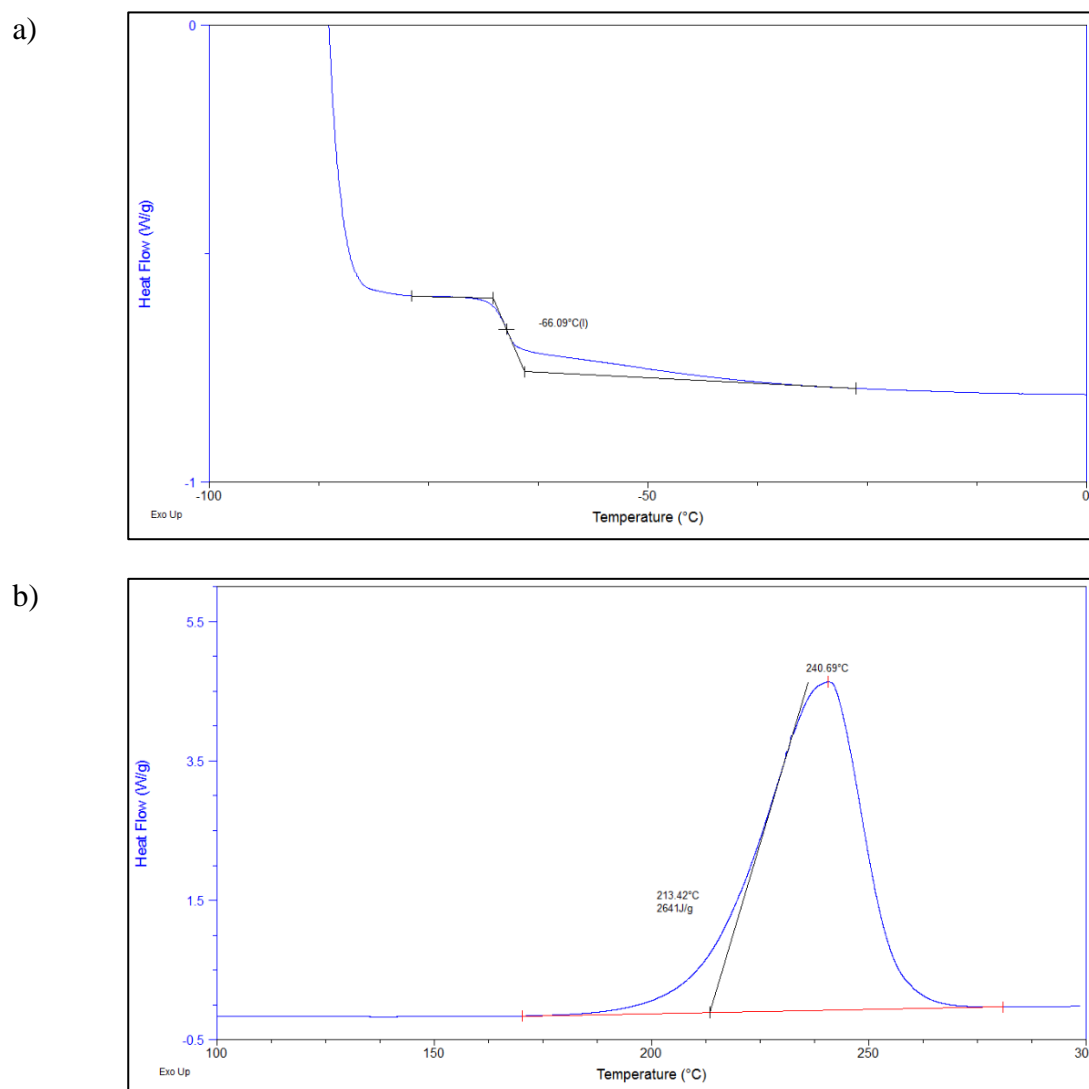 a)
0
Heat Flow (W/g)
-66.09°C(I)
-1
-100
-50
0
Exo Up
Temperature (°C)
b)
5.5
240.69°C
3.5
Heat Flow (W/g)
213.42°C
2641J/g
1.5
-0.5
100
150
200
250
30
Exo Up
Temperature (°C)